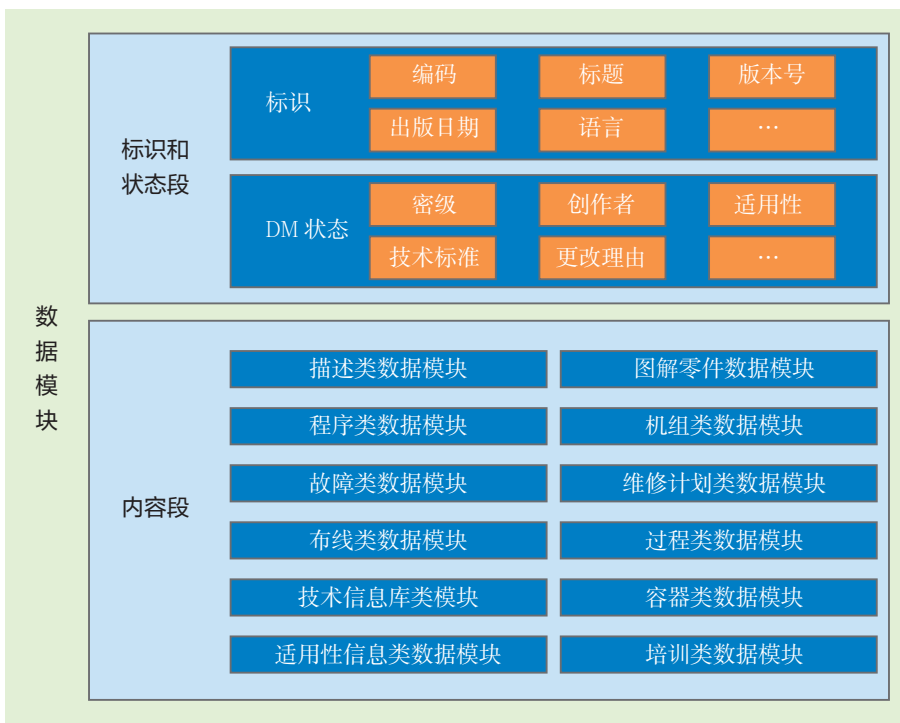 数
据
模
块
标识和
状态段
标识
编码
标题
版本号
出版日期
语言
…
DM 状态
密级
创作者
适用性
技术标准
更改理由
…
内容段
描述类数据模块
图解零件数据模块
程序类数据模块
机组类数据模块
故障类数据模块
维修计划类数据模块
布线类数据模块
过程类数据模块
技术信息库类模块
容器类数据模块
适用性信息类数据模块
培训类数据模块